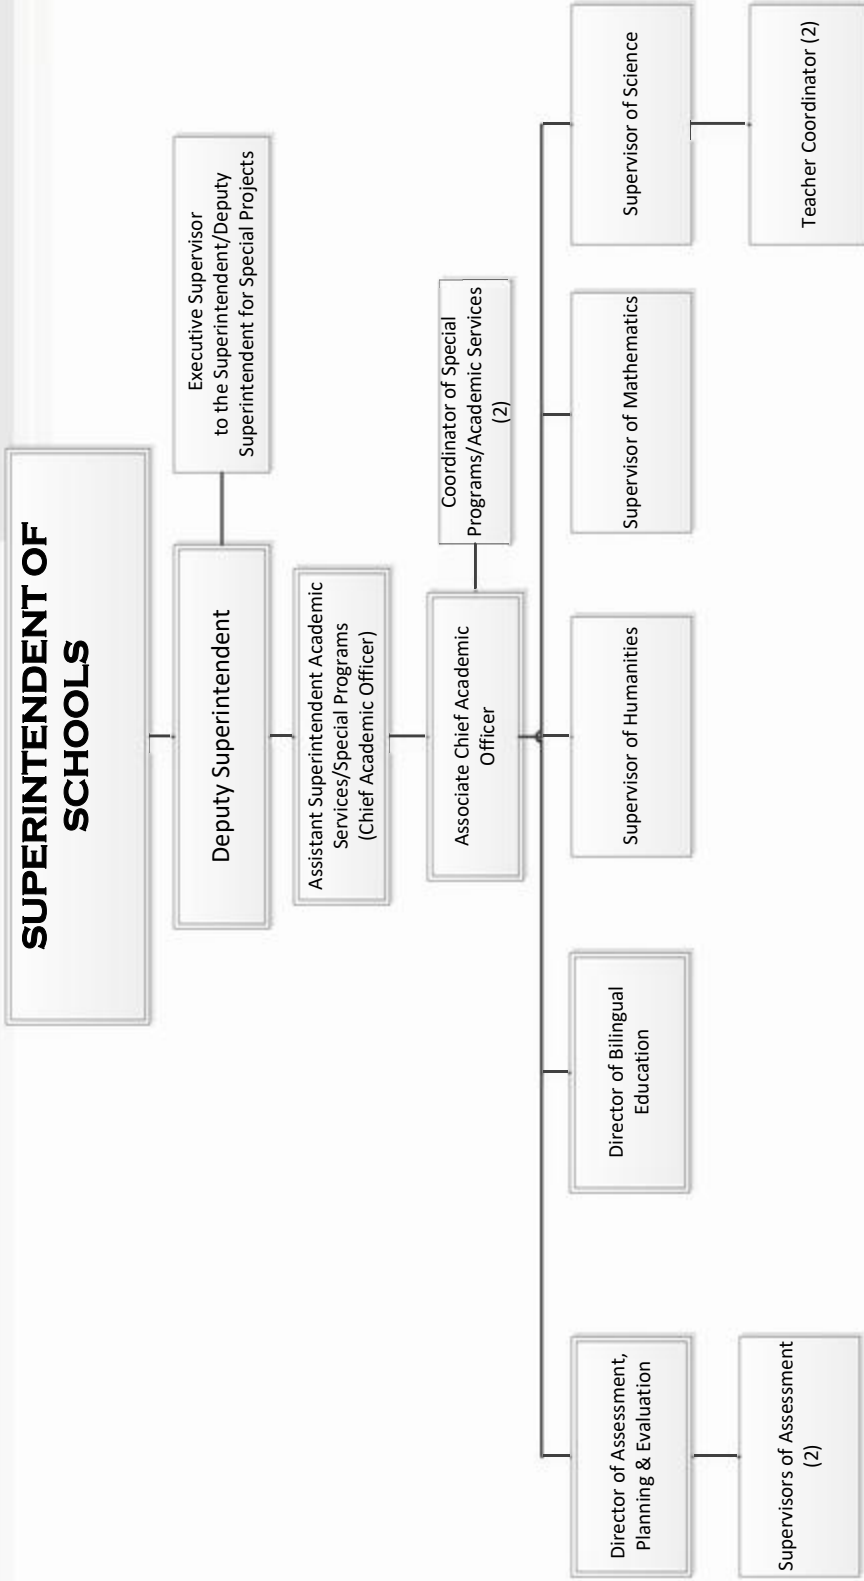 SUPERINTENDENT OF
SCHOOLS
Deputy Superintendent
Executive Supervisor
to the Superintendent/Deputy
Superintendent for Special Projects
Assistant Superintendent Academic
Services/Special Programs
(Chief Academic Officer)
Associate Chief Academic
Officer
Coordinator of Special
Programs/Academic Services
(2)
Director of Assessment,
Planning & Evaluation
Director of Bilingual
Education
Supervisor of Humanities
Supervisor of Mathematics
Supervisor of Science
Supervisors of Assessment
(2)
Teacher Coordinator (2)